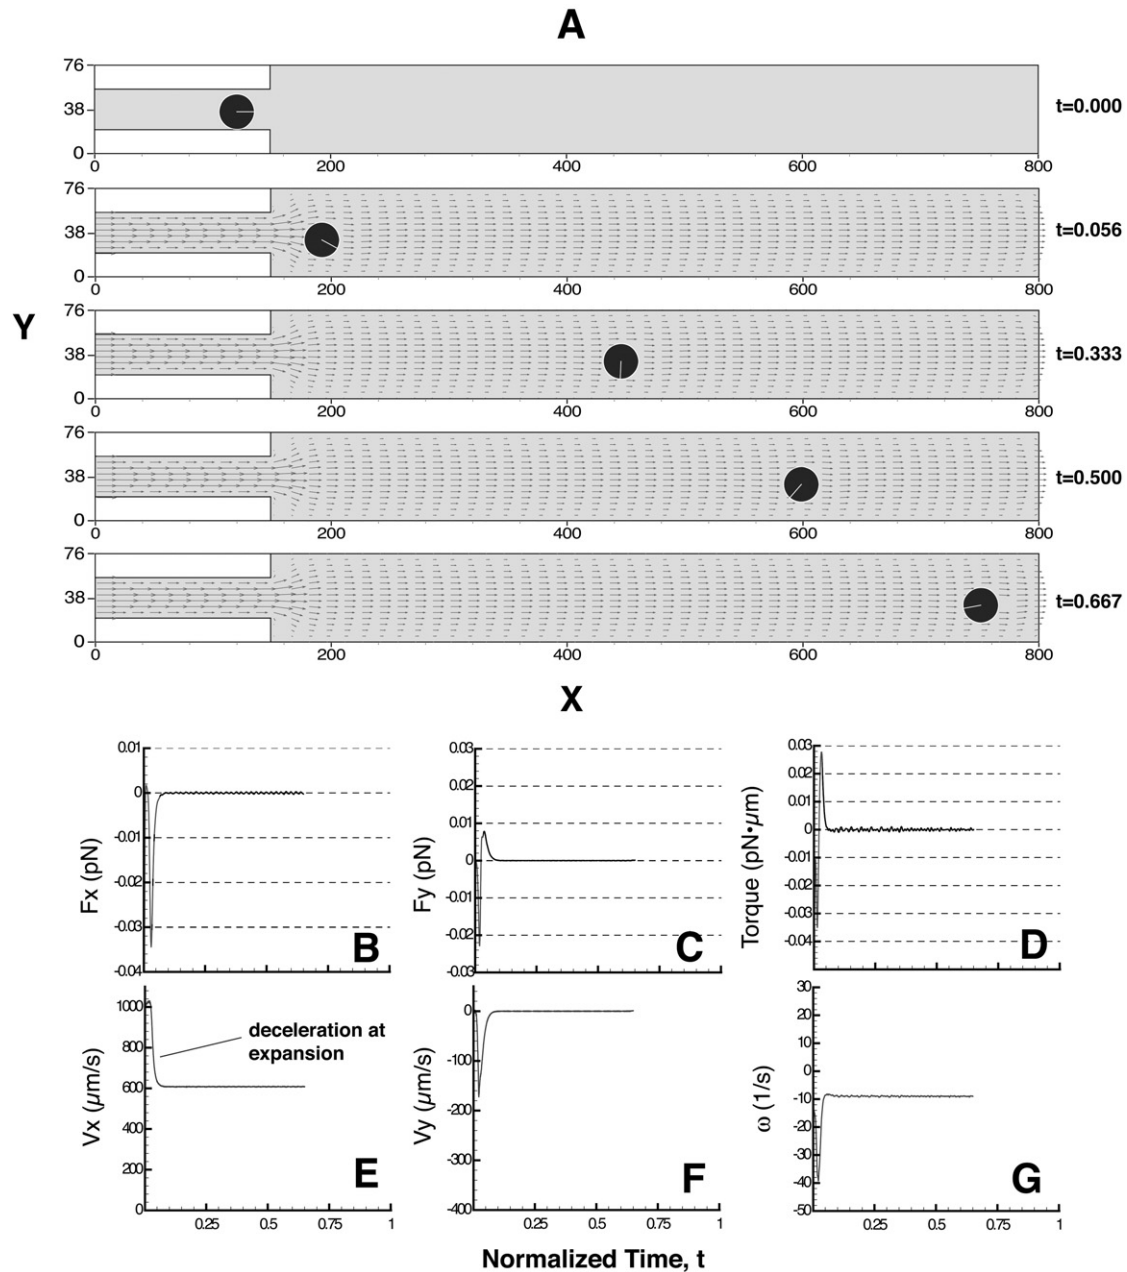 A
76
38
0
0 200 400 600 800
t=0.000
76
38
0
0 200 400 600 800
t=0.056
Y
76
38
0
0 200 400 600 800
t=0.333
76
38
0
0 200 400 600 800
t=0.500
76
38
0
0 200 400 600 800
t=0.667
X
0.01
0
-0.01
-0.02
-0.03
-0.04
Fx (pN)
B
0.03
0.02
0.01
0
-0.01
-0.02
-0.03
Fy (pN)
C
0.03
0.02
0.01
0
-0.01
-0.02
-0.03
-0.04
Torque (pN•µm)
D
1000
800
600
400
200
0
Vx (µm/s)
deceleration at
expansion
E
0.25 0.5 0.75 1
0
-100
-200
-300
-400
Vy (µm/s)
F
0.25 0.5 0.75 1
30
20
10
0
-10
-20
-30
-40
-50
ω (1/s)
G
0.25 0.5 0.75 1
Normalized Time, t